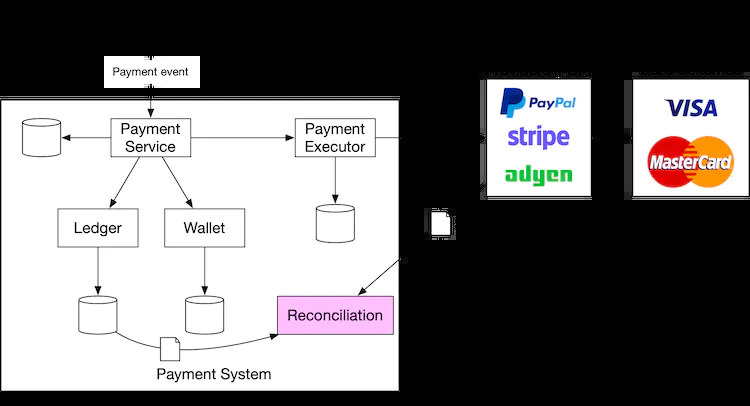 Payment event
Payment
Service
Payment
Executor
PayPal
stripe
adyen
VISA
MasterCard
Ledger
Wallet
Reconciliation
Payment System